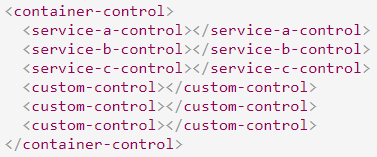 <container-control>
  <service-a-control></service-a-control>
  <service-b-control></service-b-control>
  <service-c-control></service-c-control>
  <custom-control></custom-control>
  <custom-control></custom-control>
  <custom-control></custom-control>
</container-control>